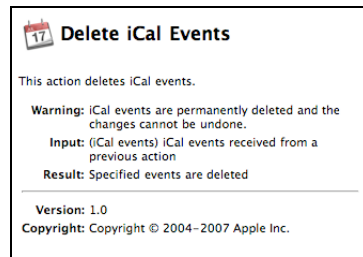 17
Delete iCal Events
This action deletes iCal events.
Warning: iCal events are permanently deleted and the
changes cannot be undone.
Input: (iCal events) iCal events received from a
previous action
Result: Specified events are deleted
Version: 1.0
Copyright: Copyright © 2004–2007 Apple Inc.